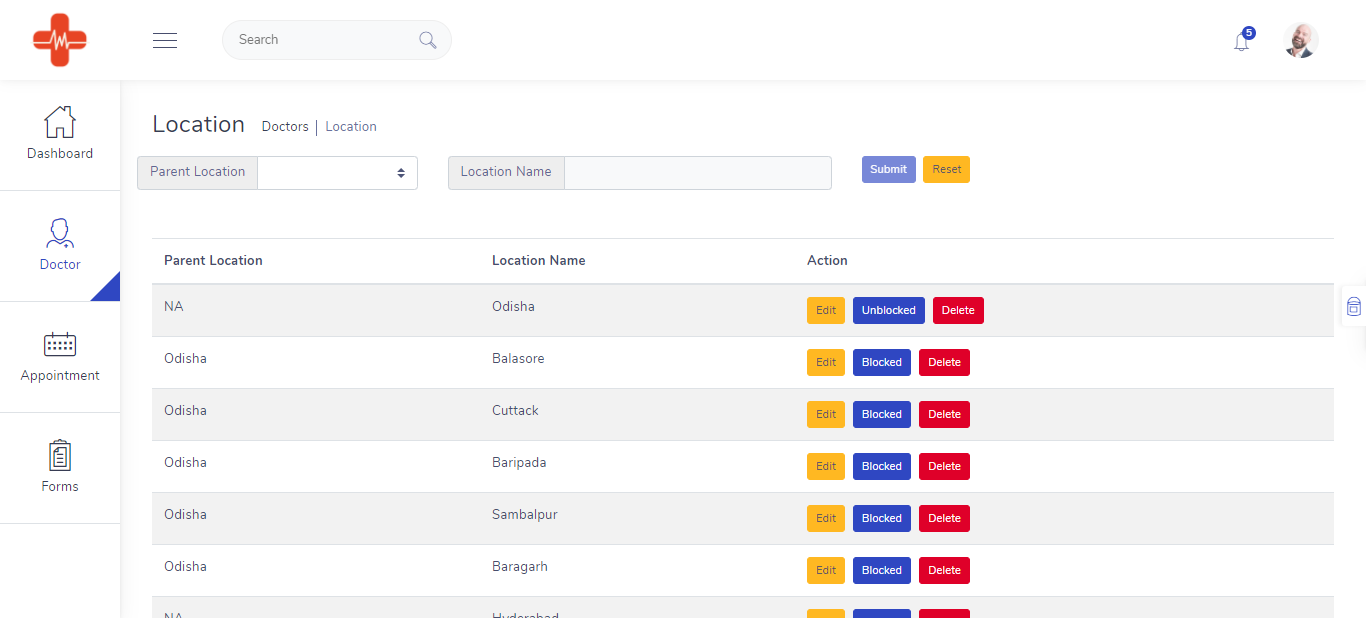 Search
5
Dashboard
Doctor
Appointment
Forms
Location Doctors | Location
Parent Location Location Name Submit Reset
Parent Location Location Name Action
NA Odisha Edit Unblocked Delete
Odisha Balasore Edit Blocked Delete
Odisha Cuttack Edit Blocked Delete
Odisha Baripada Edit Blocked Delete
Odisha Sambalpur Edit Blocked Delete
Odisha Baragarh Edit Blocked Delete
NA Hyderabad